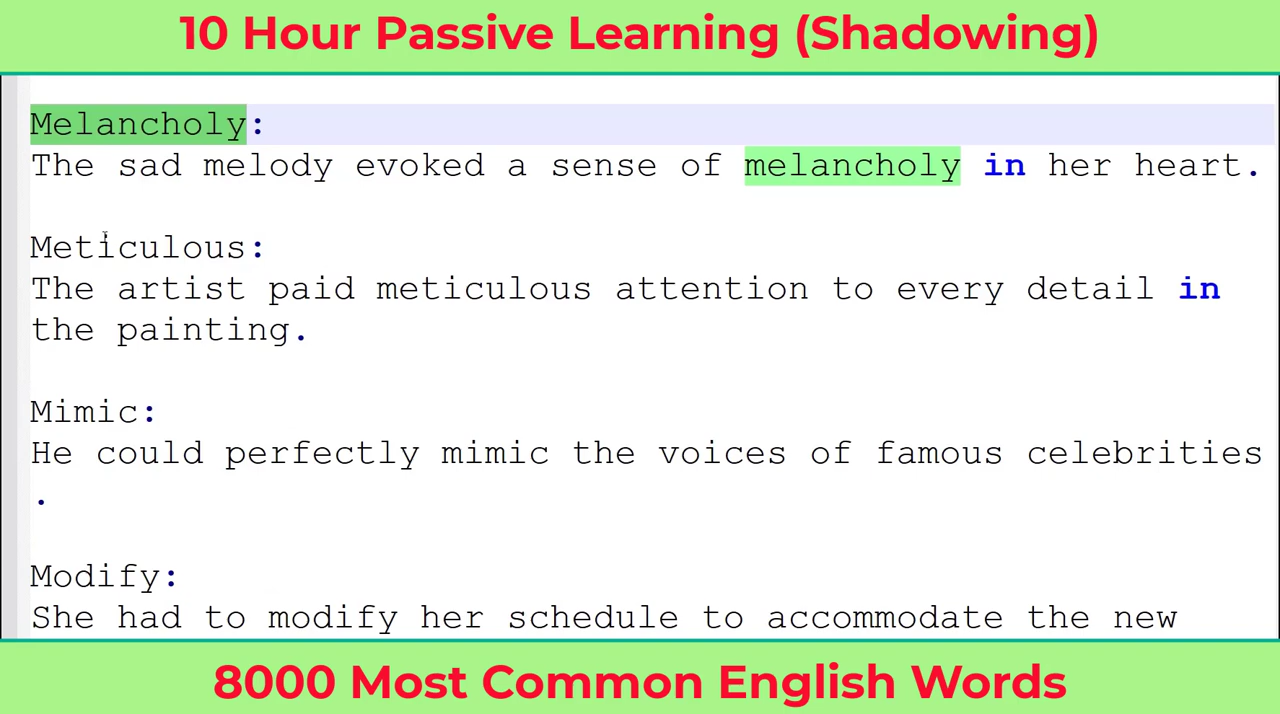 10 Hour Passive Learning (Shadowing)
Melancholy:
The sad melody evoked a sense of melancholy in her heart.
Meticulous:
The artist paid meticulous attention to every detail in
the painting.
Mimic:
He could perfectly mimic the voices of famous celebrities
.
Modify:
She had to modify her schedule to accommodate the new
8000 Most Common English Words